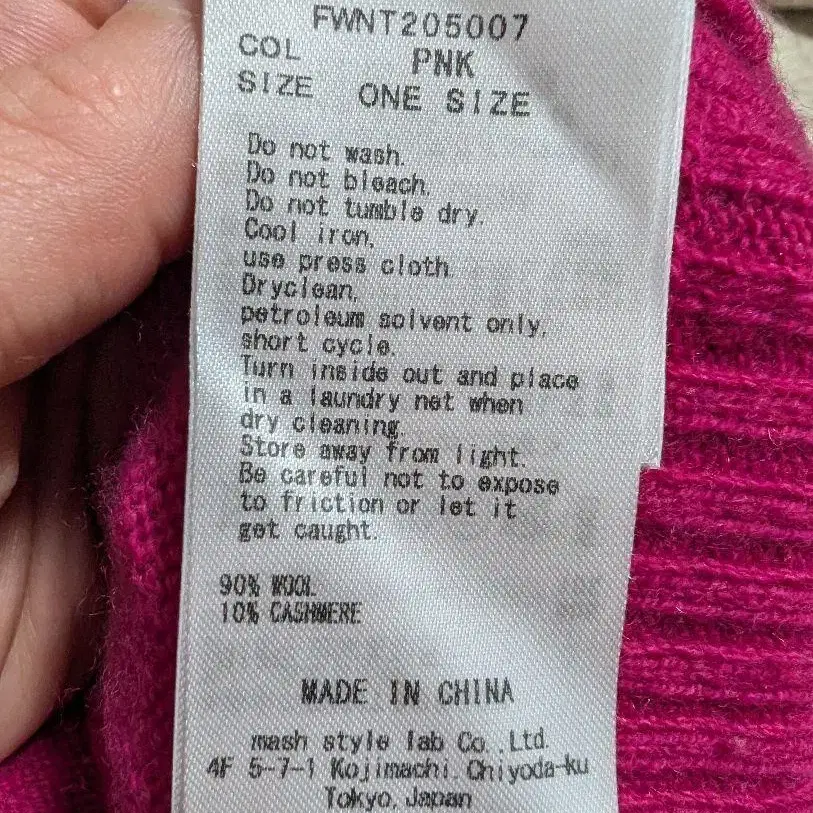 FWNT205007
COL PNK
SIZE ONE SIZE
Do not wash.
Do not bleach.
Do not tumble dry.
Cool iron,
use press cloth.
Dryclean,
petroleum solvent only,
short cycle.
Turn inside out and place
in a laundry net when
dry cleaning.
Store away from light.
Be careful not to expose
to friction or let it
get caught.
90% WOOL
10% CASHMERE
MADE IN CHINA
mash style lab Co.,Ltd.
4F 5-7-1 Kojimachi.Chiyoda-ku
Tokyo,Japan